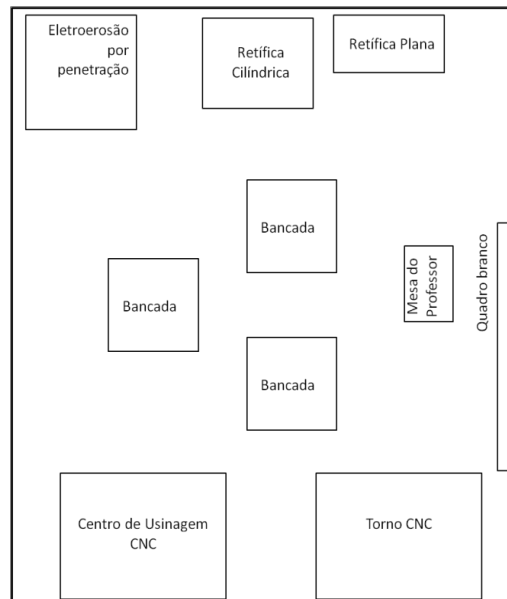 Eletroerosão
por
penetração
Retífica
Cilíndrica
Retífica Plana
Bancada
Bancada
Bancada
Mesa do
Professor
Quadro branco
Centro de Usinagem
CNC
Torno CNC